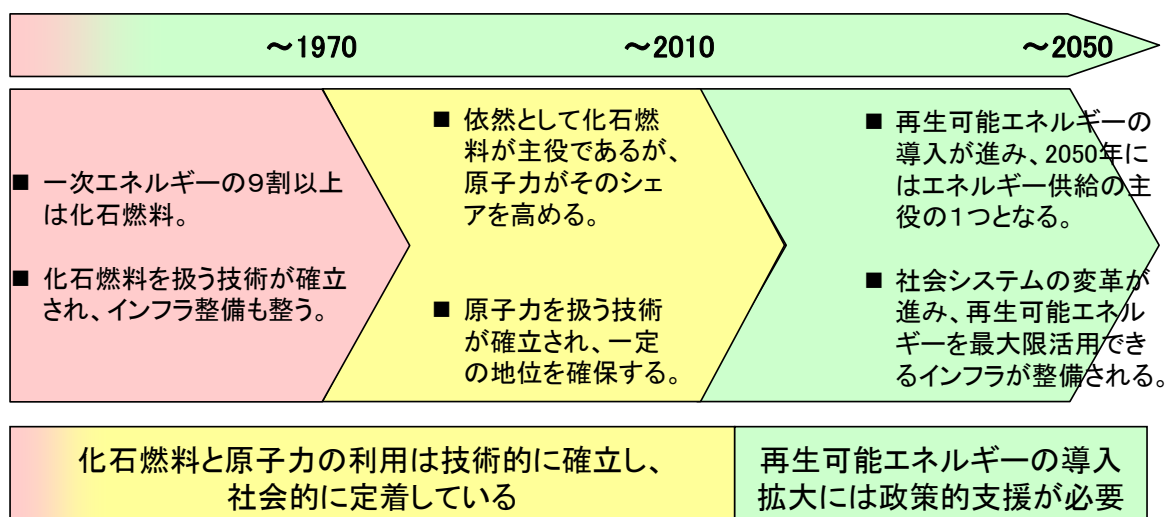 ～1970
～2010
～2050
■ 一次エネルギーの９割以上
は化石燃料。
■ 化石燃料を扱う技術が確立
され、インフラ整備も整う。
■ 依然として化石燃
料が主役であるが、
原子力がそのシェ
アを高める。
■ 原子力を扱う技術
が確立され、一定
の地位を確保する。
■ 再生可能エネルギーの
導入が進み、2050年に
はエネルギー供給の主
役の１つとなる。
■ 社会システムの変革が
進み、再生可能エネル
ギーを最大限活用でき
るインフラが整備される。
化石燃料と原子力の利用は技術的に確立し、
社会的に定着している
再生可能エネルギーの導入
拡大には政策的支援が必要